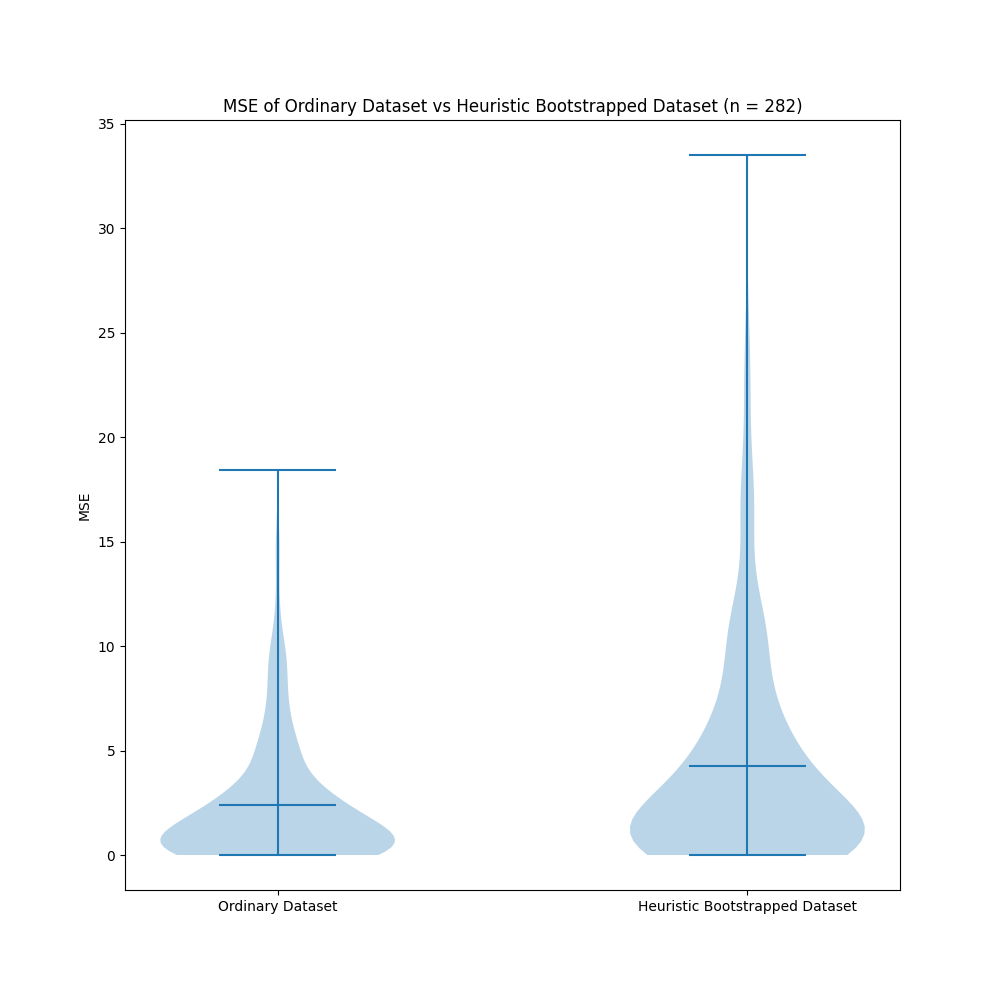 MSE of Ordinary Dataset vs Heuristic Bootstrapped Dataset (n = 282)
35
30
25
20
15
10
5
0
MSE
Ordinary Dataset
Heuristic Bootstrapped Dataset